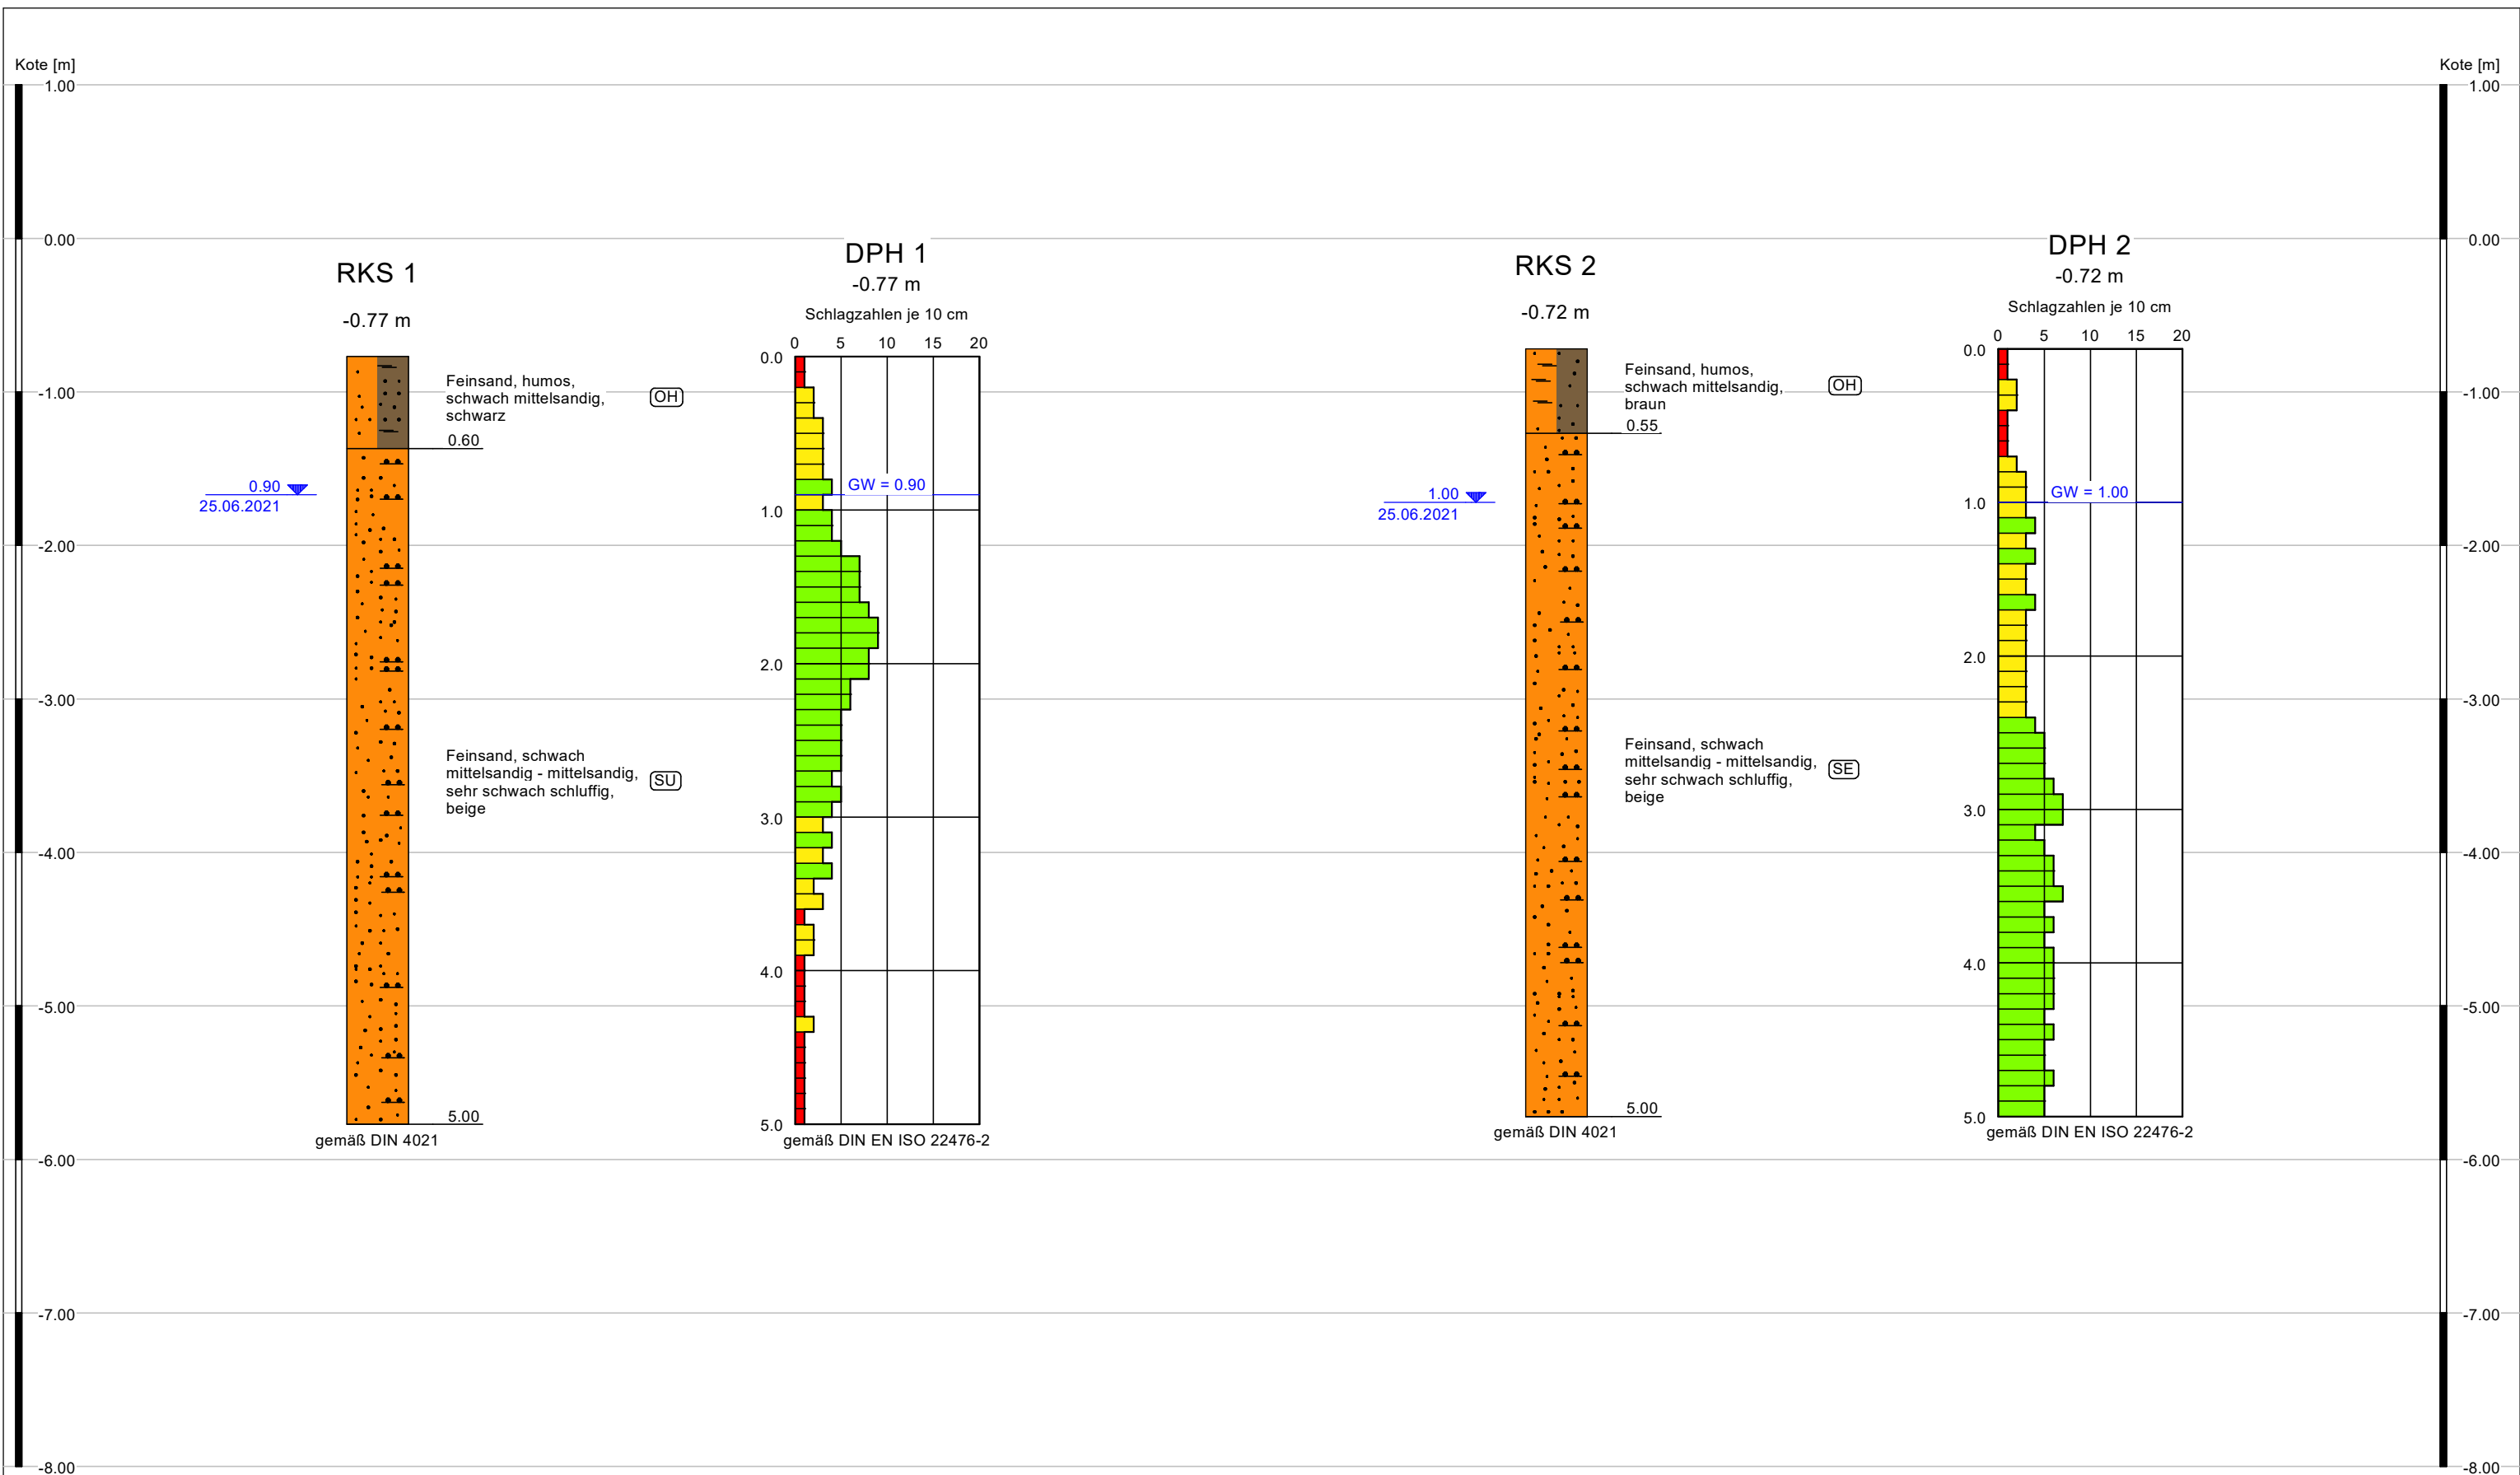 Kote [m]
1.00
0.00
-1.00
-2.00
-3.00
-4.00
-5.00
-6.00
-7.00
-8.00
RKS 1
-0.77 m
Feinsand, humos,
schwach mittelsandig,
schwarz
OH
0.60
0.90
25.06.2021
Feinsand, schwach
mittelsandig - mittelsandig,
sehr schwach schluffig,
beige
SU
5.00
gemäß DIN 4021
DPH 1
-0.77 m
Schlagzahlen je 10 cm
0 5 10 15 20
0.0
GW = 0.90
1.0
2.0
3.0
4.0
5.0
gemäß DIN EN ISO 22476-2
RKS 2
-0.72 m
Feinsand, humos,
schwach mittelsandig,
braun
OH
0.55
1.00
25.06.2021
Feinsand, schwach
mittelsandig - mittelsandig,
sehr schwach schluffig,
beige
SE
5.00
gemäß DIN 4021
DPH 2
-0.72 m
Schlagzahlen je 10 cm
0 5 10 15 20
0.0
GW = 1.00
1.0
2.0
3.0
4.0
5.0
gemäß DIN EN ISO 22476-2
Kote [m]
1.00
0.00
-1.00
-2.00
-3.00
-4.00
-5.00
-6.00
-7.00
-8.00